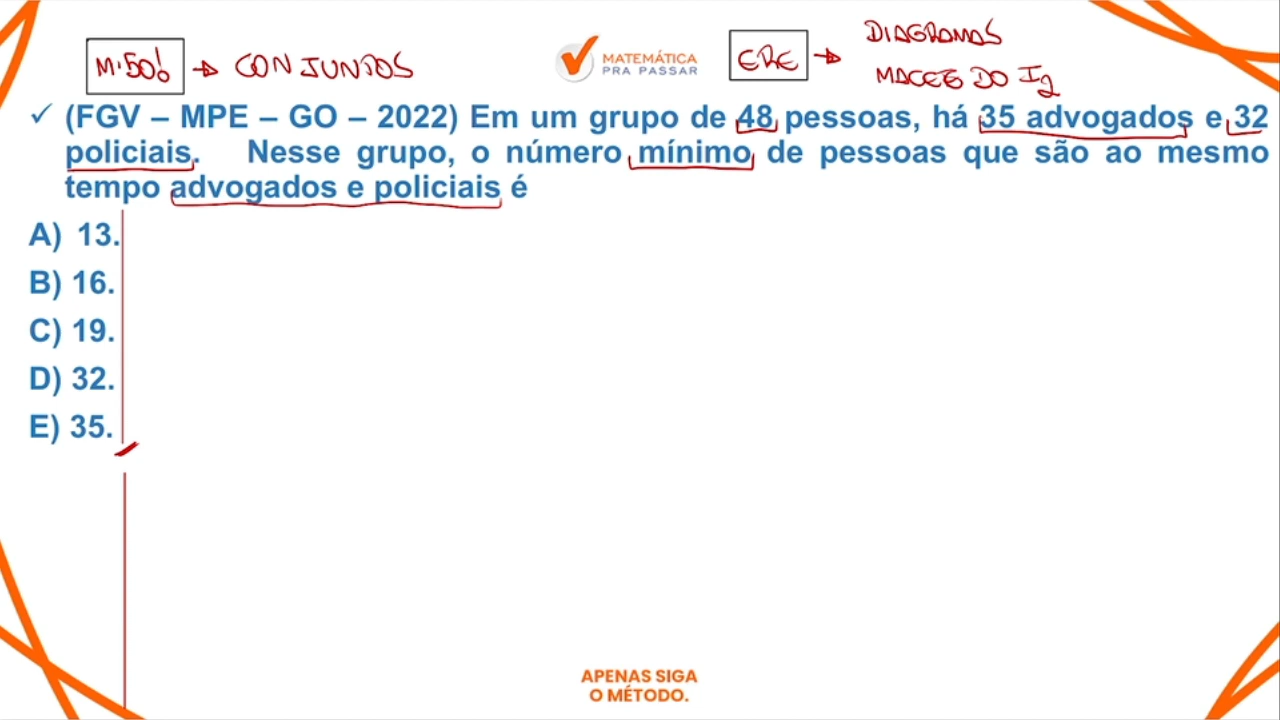 M.50! → CONJUNTOS
MATEMÁTICA
PRA PASSAR
ERE → DIAGRAMAS
MACETE DO I2
✓ (FGV – MPE – GO – 2022) Em um grupo de 48 pessoas, há 35 advogados e 32
policiais. Nesse grupo, o número mínimo de pessoas que são ao mesmo
tempo advogados e policiais é
A) 13.
B) 16.
C) 19.
D) 32.
E) 35.
APENAS SIGA
O MÉTODO.